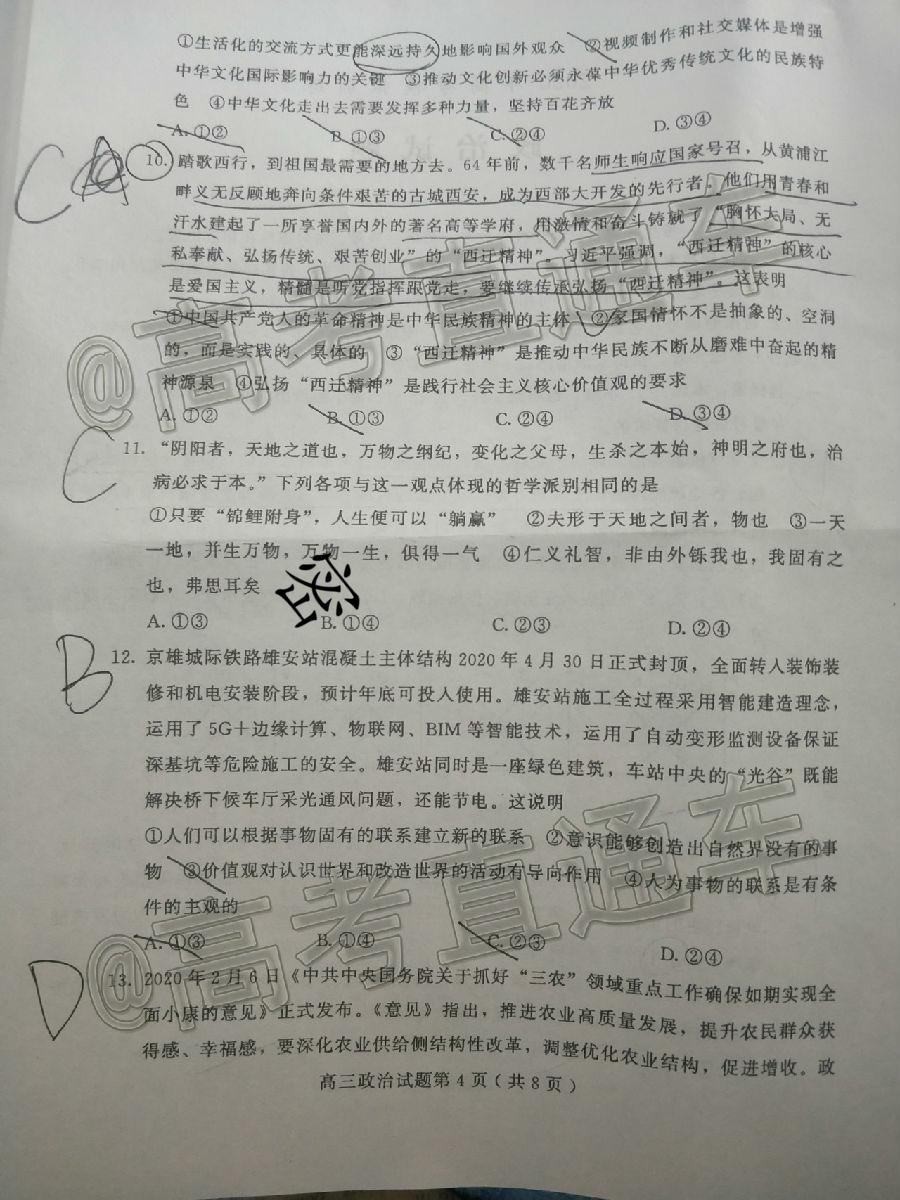 ①生活化的交流方式更能深远持久地影响国外观众 ②视频制作和社交媒体是增强
中华文化国际影响力的关键 ③推动文化创新必须永葆中华优秀传统文化的民族特
色 ④中华文化走出去需要发挥多种力量，坚持百花齐放
A. ①② B. ①③ C. ②④ D. ③④
C
10. 踏歌西行，到祖国最需要的地方去。64 年前，数千名师生响应国家号召，从黄浦江
畔义无反顾地奔向条件艰苦的古城西安，成为西部大开发的先行者。他们用青春和
汗水建起了一所享誉国内外的著名高等学府，用激情和奋斗铸就了“胸怀大局、无
私奉献、弘扬传统、艰苦创业”的“西迁精神”。习近平强调，“西迁精神”的核心
是爱国主义，精髓是听党指挥跟党走，要继续传承弘扬“西迁精神”。这表明
①中国共产党人的革命精神是中华民族精神的主体 ②家国情怀不是抽象的、空洞
的，而是实践的、具体的 ③“西迁精神”是推动中华民族不断从磨难中奋起的精
神源泉 ④弘扬“西迁精神”是践行社会主义核心价值观的要求
A. ①② B. ①③ C. ②④ D. ③④
C
11. “阴阳者，天地之道也，万物之纲纪，变化之父母，生杀之本始，神明之府也，治
病必求于本。”下列各项与这一观点体现的哲学派别相同的是
①只要“锦鲤附身”，人生便可以“躺赢” ②夫形于天地之间者，物也 ③一天
一地，并生万物，万物一生，俱得一气 ④仁义礼智，非由外铄我也，我固有之
也，弗思耳矣
密
A. ①③ B. ①④ C. ②③ D. ②④
B
12. 京雄城际铁路雄安站混凝土主体结构 2020 年 4 月 30 日正式封顶，全面转入装饰装
修和机电安装阶段，预计年底可投入使用。雄安站施工全过程采用智能建造理念，
运用了 5G+边缘计算、物联网、BIM 等智能技术，运用了自动变形监测设备保证
深基坑等危险施工的安全。雄安站同时是一座绿色建筑，车站中央的“光谷”既能
解决桥下候车厅采光通风问题，还能节电。这说明
①人们可以根据事物固有的联系建立新的联系 ②意识能够创造出自然界没有的事
物 ③价值观对认识世界和改造世界的活动有导向作用 ④人为事物的联系是有条
件的主观的
A. ①③ B. ①④ C. ②③ D. ②④
D
13. 2020 年 2 月 6 日《中共中央国务院关于抓好“三农”领域重点工作确保如期实现全
面小康的意见》正式发布。《意见》指出，推进农业高质量发展，提升农民群众获
得感、幸福感，要深化农业供给侧结构性改革，调整优化农业结构，促进增收。政
高三政治试题第 4 页（共 8 页）
@高考直通车
@高考直通车